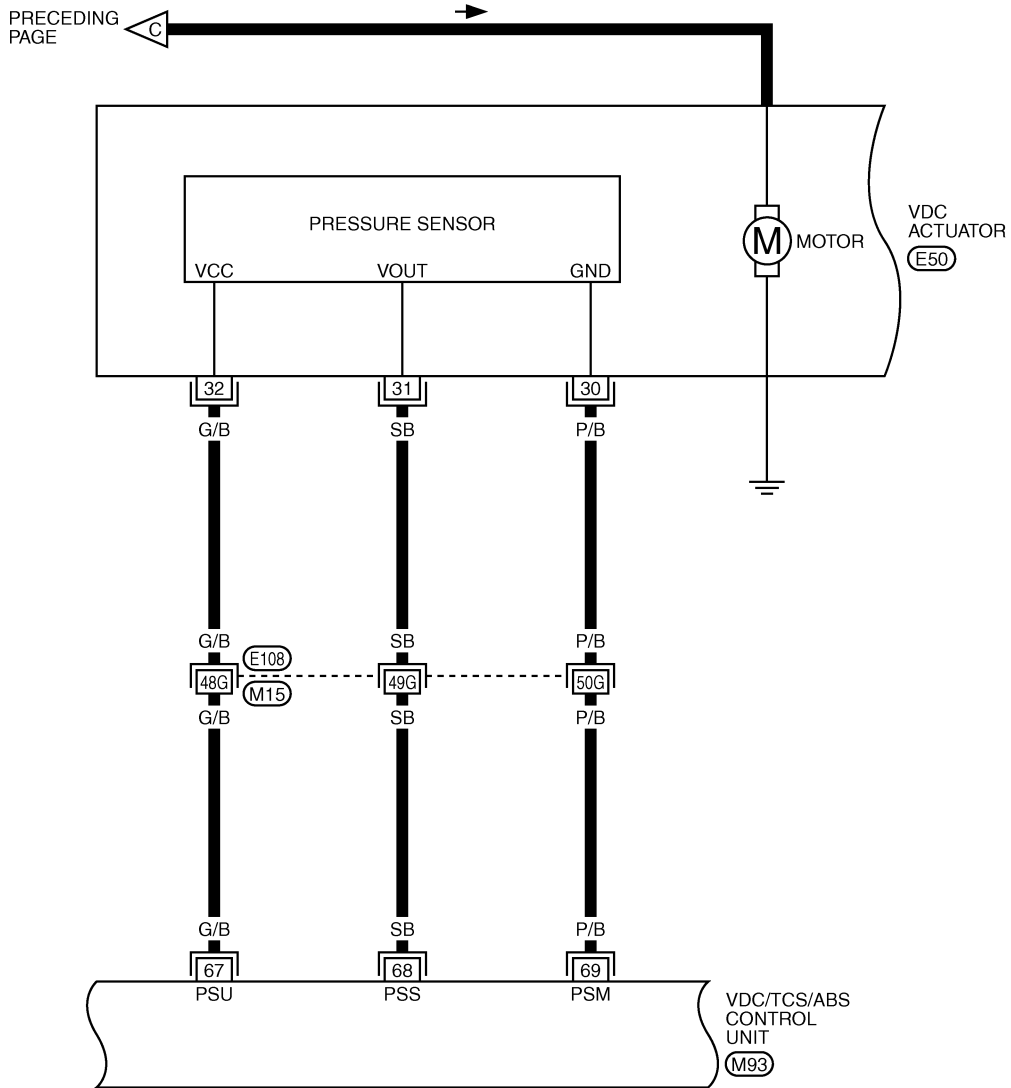 PRECEDING
PAGE
C
PRESSURE SENSOR
VCC VOUT GND
M MOTOR
VDC
ACTUATOR
E50
32 31 30
G/B SB P/B
G/B SB P/B
E108
48G 49G 50G
M15
G/B SB P/B
G/B SB P/B
67 68 69
PSU PSS PSM
VDC/TCS/ABS
CONTROL
UNIT
M93